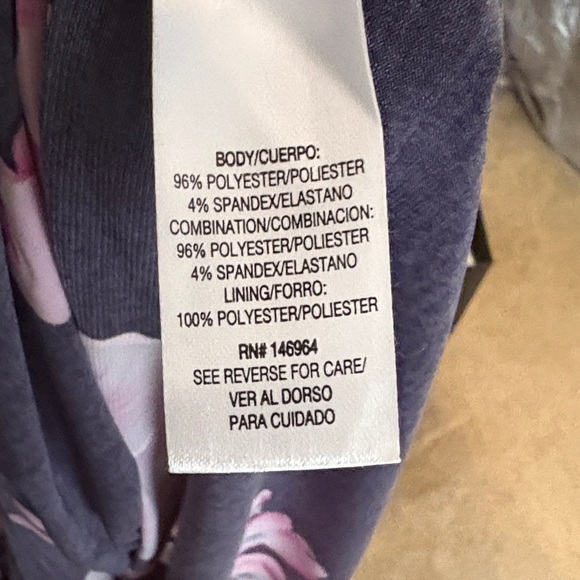 BODY/CUERPO:
96% POLYESTER/POLIESTER
4% SPANDEX/ELASTANO
COMBINATION/COMBINACION:
96% POLYESTER/POLIESTER
4% SPANDEX/ELASTANO
LINING/FORRO:
100% POLYESTER/POLIESTER
RN# 146964
SEE REVERSE FOR CARE/
VER AL DORSO
PARA CUIDADO